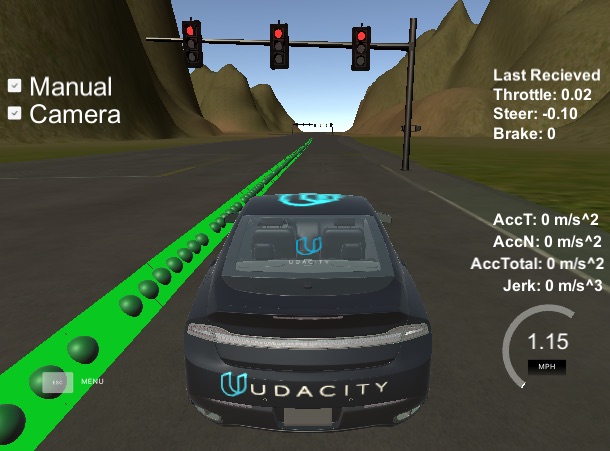 Manual
Camera
Last Recieved
Throttle: 0.02
Steer: -0.10
Brake: 0
AccT: 0 m/s^2
AccN: 0 m/s^2
AccTotal: 0 m/s^2
Jerk: 0 m/s^3
1.15
MPH
UDACITY
ESC MENU
UDACITY